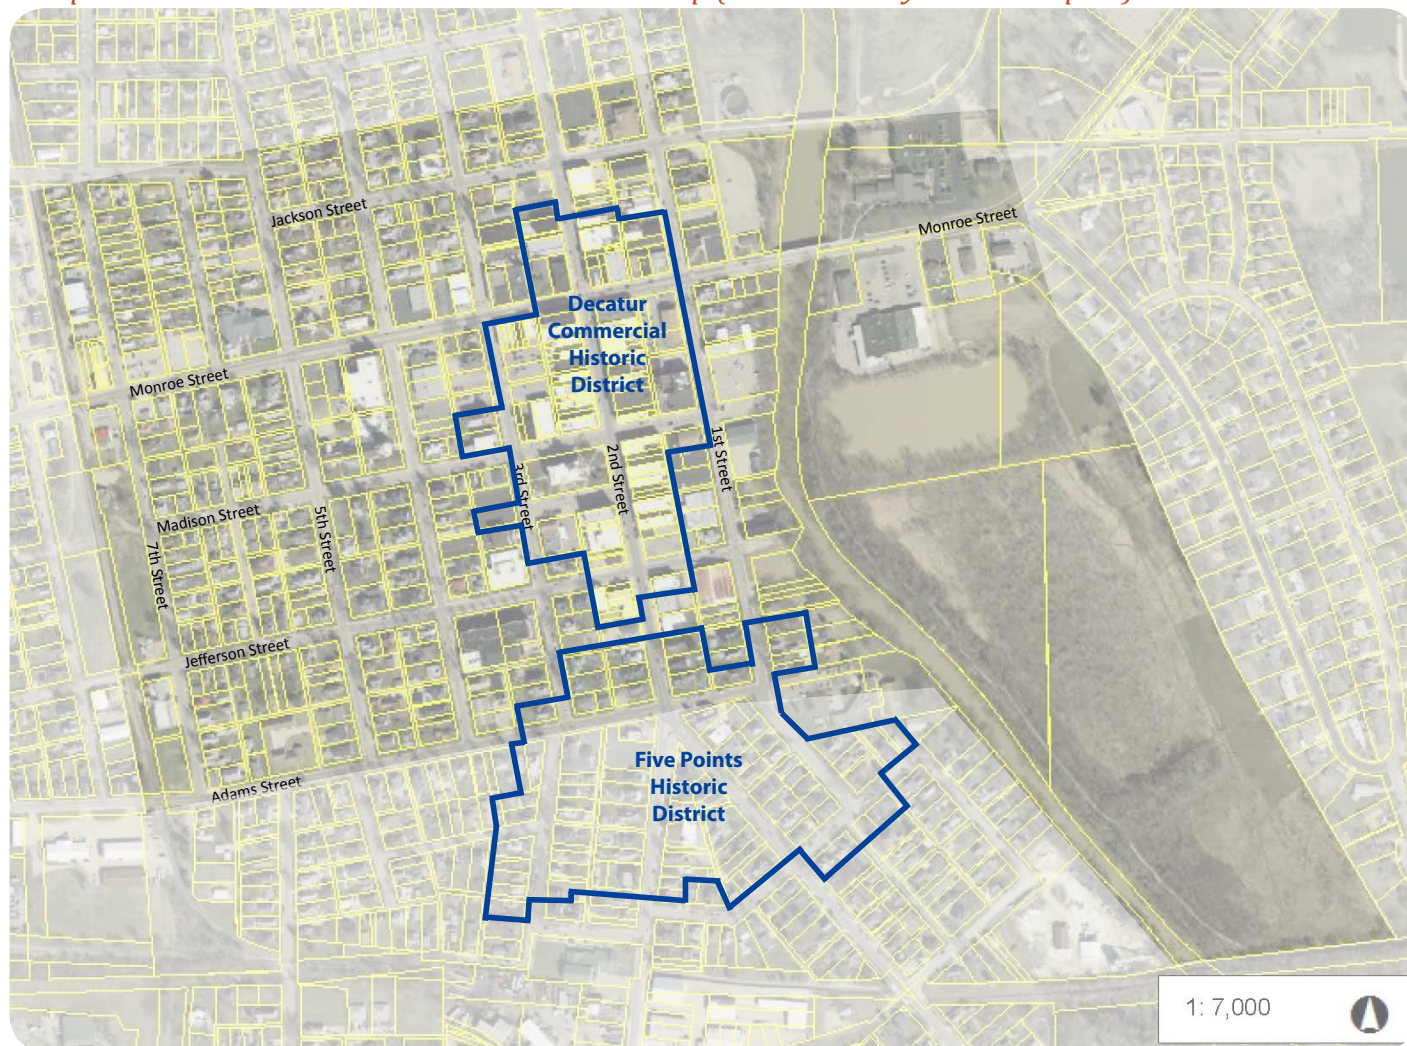 Jackson Street
Monroe Street
Decatur
Commercial
Historic
District
Monroe Street
1st Street
2nd Street
3rd Street
Madison Street
5th Street
7th Street
Jefferson Street
Five Points
Historic
District
Adams Street
1: 7,000